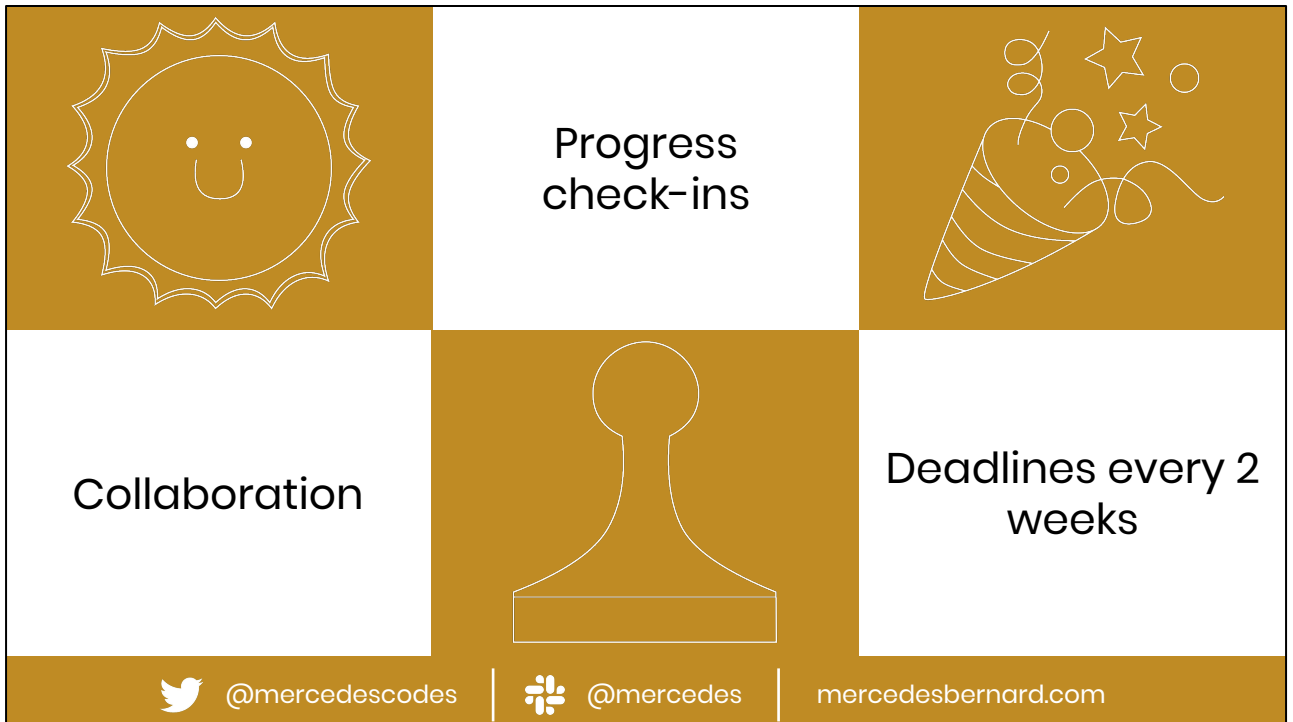 Progress
check-ins
Collaboration
Deadlines every 2
weeks
@mercedescodes
@mercedes
mercedesbernard.com